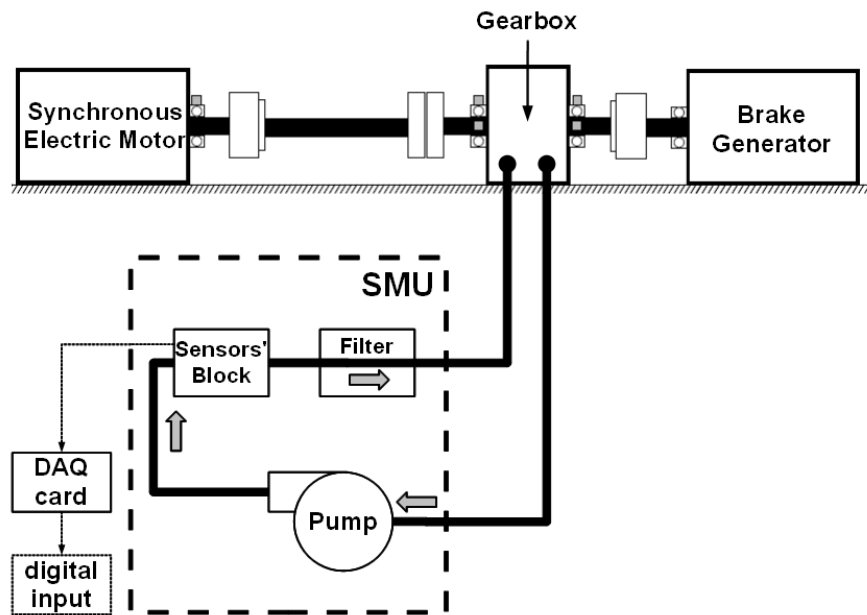 Gearbox
Synchronous
Electric Motor
Brake
Generator
SMU
Sensors'
Block
Filter
DAQ
card
Pump
digital
input